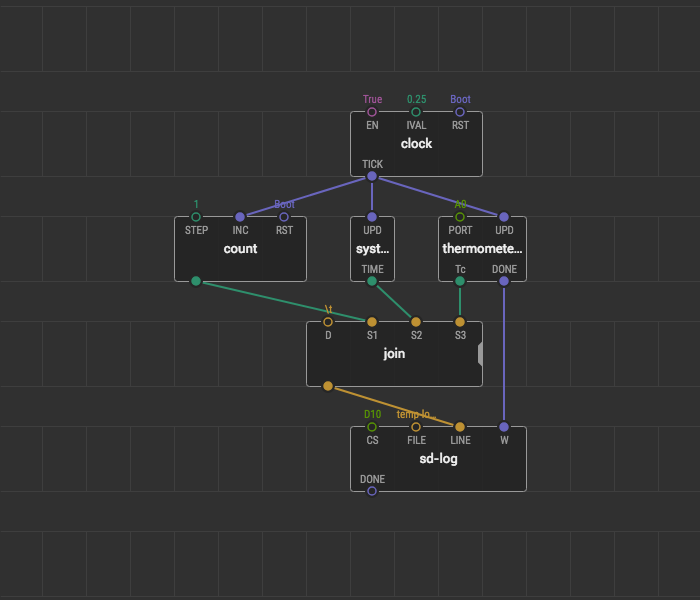 True 0.25 Boot
EN IVAL RST
clock
TICK
1 Boot A0
STEP INC RST UPD PORT UPD
count syst... thermomete...
TIME Tc DONE
\t
D S1 S2 S3
join
D10 temp-lo...
CS FILE LINE W
sd-log
DONE